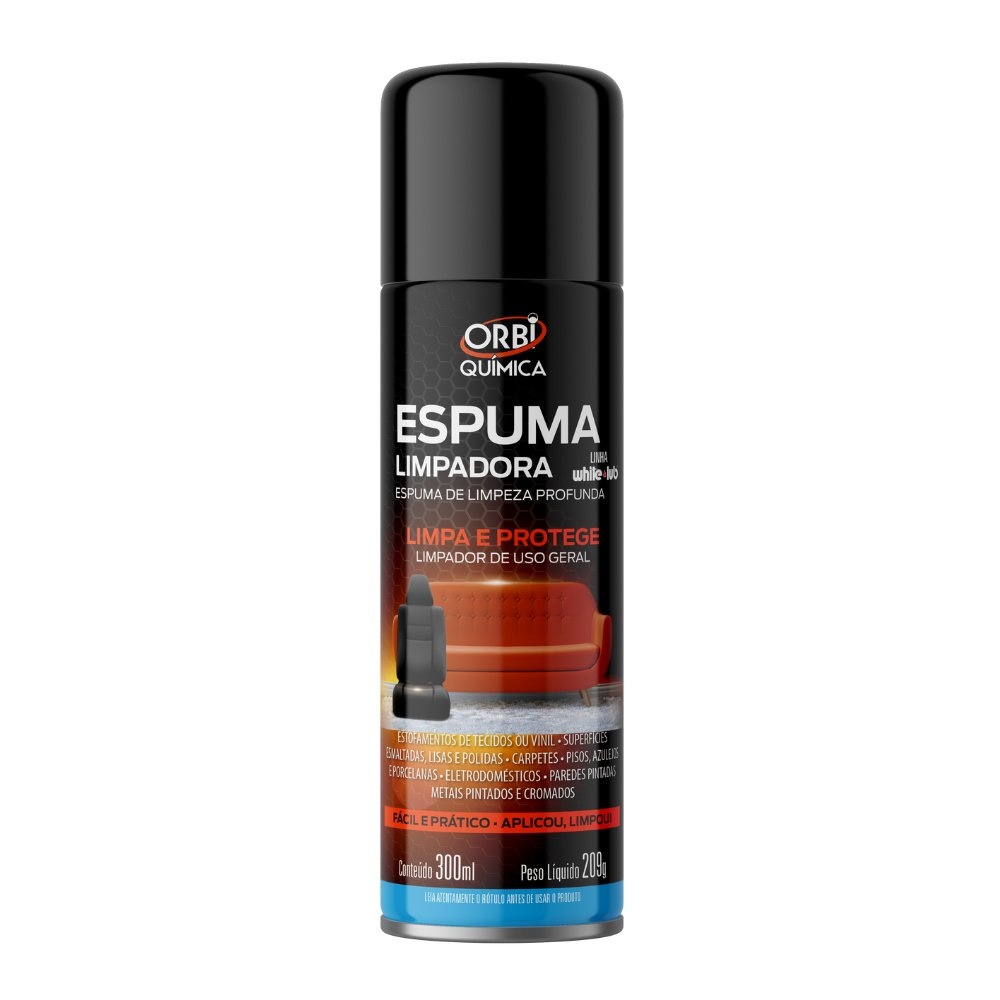 ORBI
QUÍMICA
ESPUMA
LIMPADORA
LINHA
white lub
ESPUMA DE LIMPEZA PROFUNDA
LIMPA E PROTEGE
LIMPADOR DE USO GERAL
ESTOFAMENTOS DE TECIDOS OU VINIL • SUPERFÍCIES
ESMALTADAS, LISAS E POLIDAS • CARPETES • PISOS, AZULEJOS
E PORCELANAS • ELETRODOMÉSTICOS • PAREDES PINTADAS
METAIS PINTADOS E CROMADOS
FÁCIL E PRÁTICO • APLICOU, LIMPOU!
Conteúdo 300ml
Peso Líquido 209g
LEIA ATENTAMENTE O RÓTULO ANTES DE USAR O PRODUTO